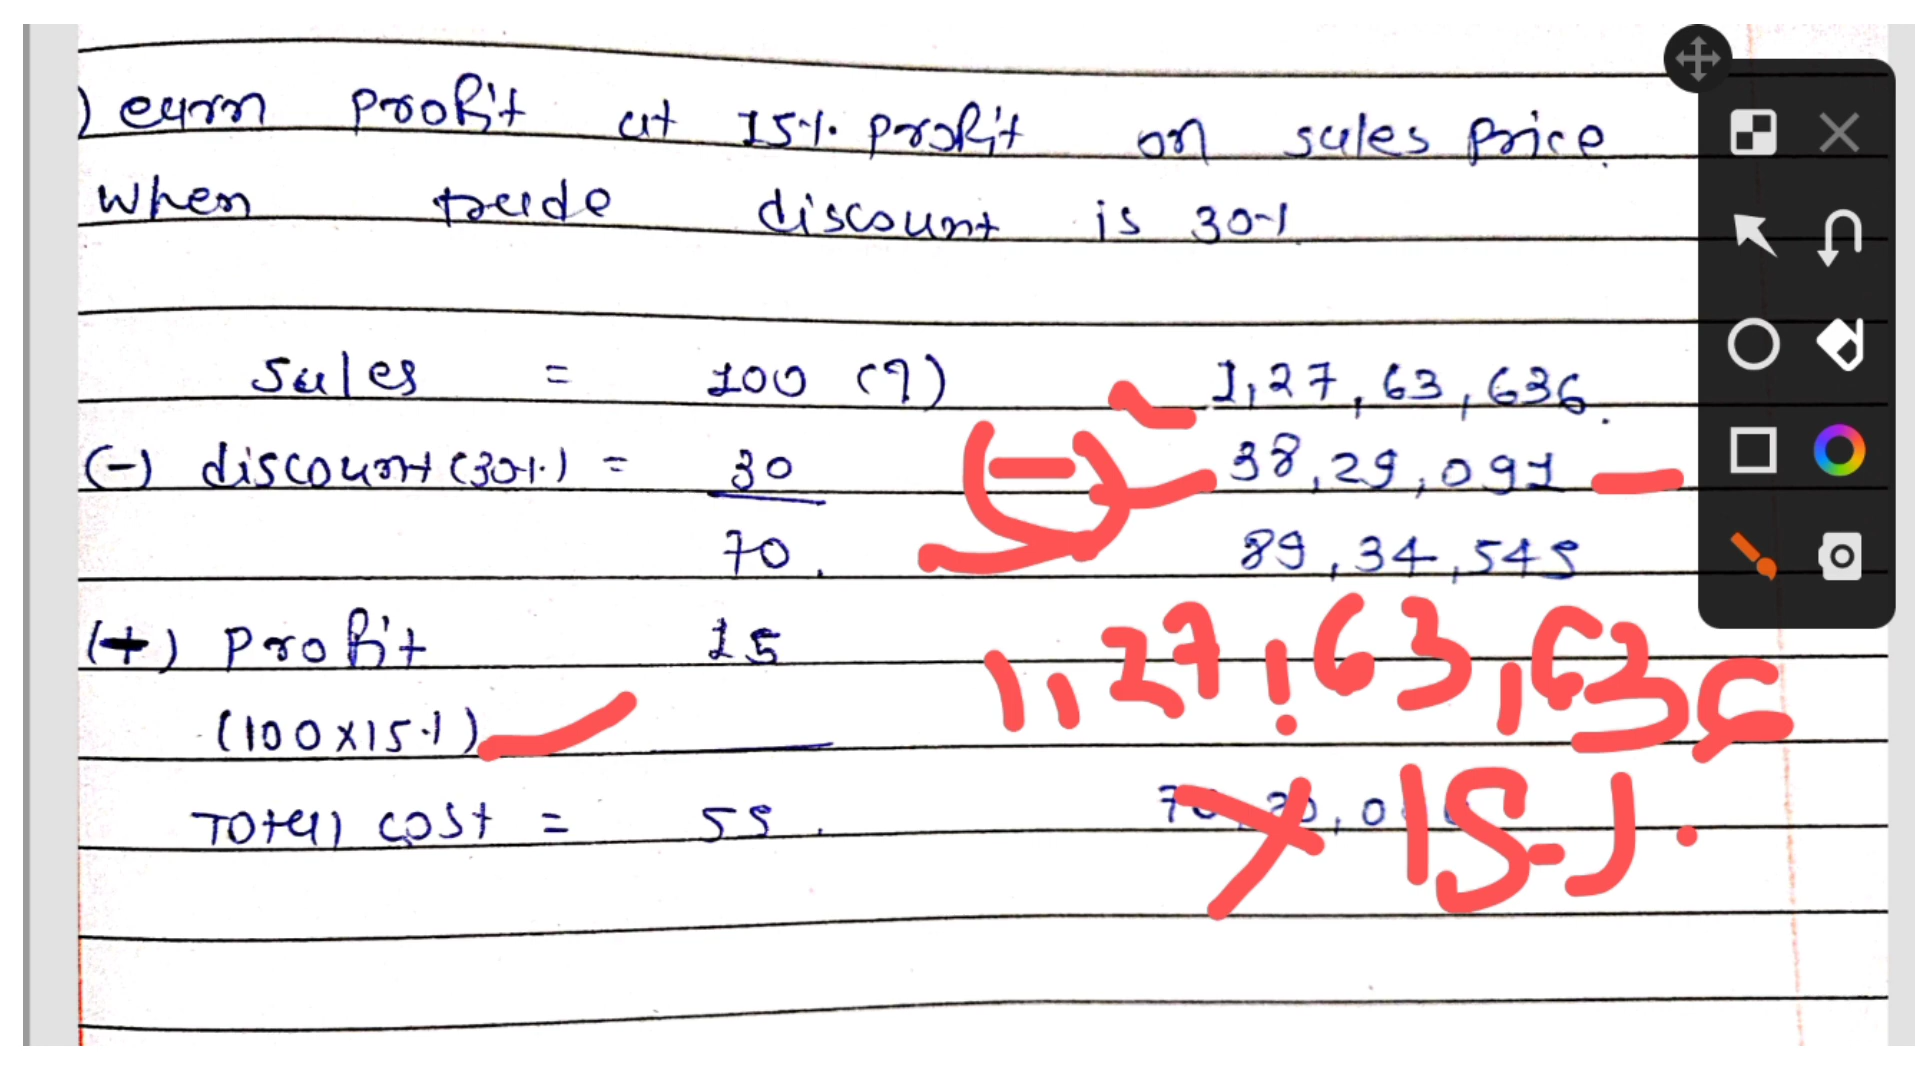 ) earn profit at 15% profit on sales price
when trade discount is 30%
Sales = 100 (?) 1,27,63,636.
(-) discount (30%) = 30 (-) 38,29,091
70. 89,34,545
(+) Profit 15 1,27,63,636
(100x15%)
Total cost = 55. x 15%